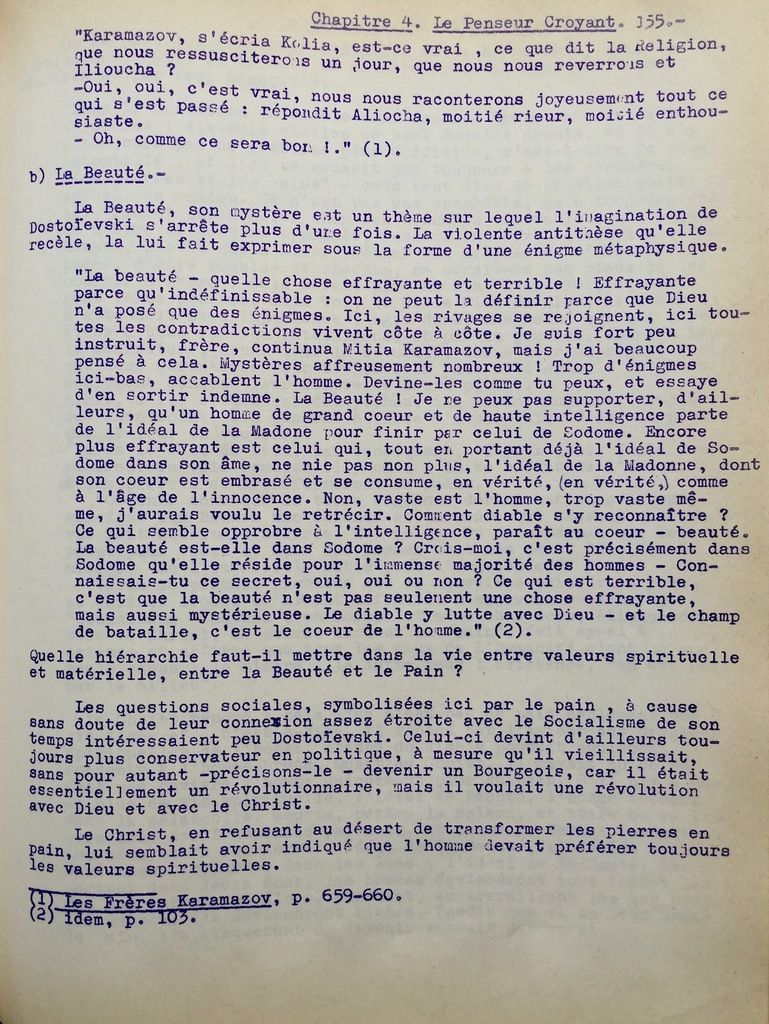 Chapitre 4. Le Penseur Croyant. 155.-
"Karamazov, s'écria Kolia, est-ce vrai , ce que dit la Religion,
que nous ressusciterons un jour, que nous nous reverrons et
Ilioucha ?
-Oui, oui, c'est vrai, nous nous raconterons joyeusement tout ce
qui s'est passé : répondit Aliocha, moitié rieur, moitié enthou-
siaste.
- Oh, comme ce sera bon !." (1).
b) La Beauté.-
La Beauté, son mystère est un thème sur lequel l'imagination de
Dostoïevski s'arrête plus d'une fois. La violente antithèse qu'elle
recèle, la lui fait exprimer sous la forme d'une énigme métaphysique.
"La beauté - quelle chose effrayante et terrible ! Effrayante
parce qu'indéfinissable : on ne peut la définir parce que Dieu
n'a posé que des énigmes. Ici, les rivages se rejoignent, ici tou-
tes les contradictions vivent côte à côte. Je suis fort peu
instruit, frère, continua Mitia Karamazov, mais j'ai beaucoup
pensé à cela. Mystères affreusement nombreux ! Trop d'énigmes
ici-bas, accablent l'homme. Devine-les comme tu peux, et essaye
d'en sortir indemne. La Beauté ! Je ne peux pas supporter, d'ail-
leurs, qu'un homme de grand coeur et de haute intelligence parte
de l'idéal de la Madone pour finir par celui de Sodome. Encore
plus effrayant est celui qui, tout en portant déjà l'idéal de So-
dome dans son âme, ne nie pas non plus, l'idéal de la Madonne, dont
son coeur est embrasé et se consume, en vérité, (en vérité,) comme
à l'âge de l'innocence. Non, vaste est l'homme, trop vaste mê-
me, j'aurais voulu le retrécir. Comment diable s'y reconnaître ?
Ce qui semble opprobre à l'intelligence, paraît au coeur - beauté.
La beauté est-elle dans Sodome ? Crois-moi, c'est précisément dans
Sodome qu'elle réside pour l'immense majorité des hommes - Con-
naissais-tu ce secret, oui, oui ou non ? Ce qui est terrible,
c'est que la beauté n'est pas seulement une chose effrayante,
mais aussi mystérieuse. Le diable y lutte avec Dieu - et le champ
de bataille, c'est le coeur de l'homme." (2).
Quelle hiérarchie faut-il mettre dans la vie entre valeurs spirituelle
et matérielle, entre la Beauté et le Pain ?
Les questions sociales, symbolisées ici par le pain , à cause
sans doute de leur connexion assez étroite avec le Socialisme de son
temps intéressaient peu Dostoïevski. Celui-ci devint d'ailleurs tou-
jours plus conservateur en politique, à mesure qu'il vieillissait,
sans pour autant -précisons-le - devenir un Bourgeois, car il était
essentiellement un révolutionnaire, mais il voulait une révolution
avec Dieu et avec le Christ.
Le Christ, en refusant au désert de transformer les pierres en
pain, lui semblait avoir indiqué que l'homme devait préférer toujours
les valeurs spirituelles.
(1) Les Frères Karamazov, p. 659-660.
(2) idem, p. 103.